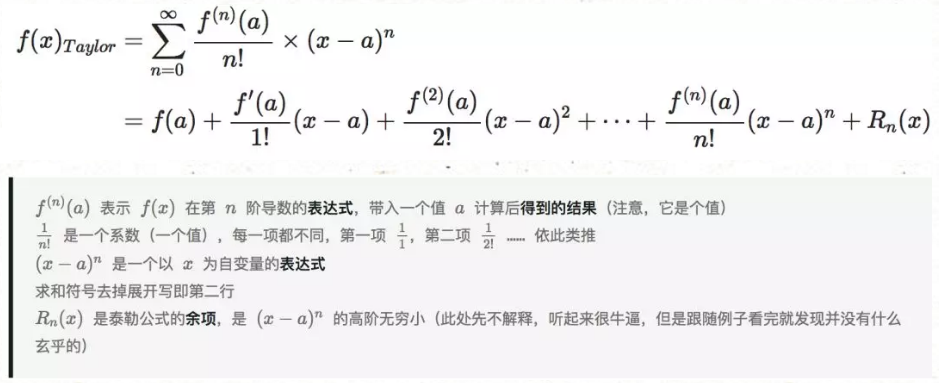 f(x)_{Taylor} = \sum_{n=0}^{\infty} \frac{f^{(n)}(a)}{n!} \times (x - a)^n
= f(a) + \frac{f'(a)}{1!}(x - a) + \frac{f^{(2)}(a)}{2!}(x - a)^2 + \cdots + \frac{f^{(n)}(a)}{n!}(x - a)^n + R_n(x)
f^{(n)}(a) 表示 f(x) 在第 n 阶导数的表达式，带入一个值 a 计算后得到的结果（注意，它是个值）
\frac{1}{n!} 是一个系数（一个值），每一项都不同，第一项 \frac{1}{1}，第二项 \frac{1}{2!} …… 依此类推
(x - a)^n 是一个以 x 为自变量的表达式
求和符号去掉展开写即第二行
R_n(x) 是泰勒公式的余项，是 (x - a)^n 的高阶无穷小（此处先不解释，听起来很牛逼，但是跟随例子看完就发现并没有什么
玄乎的）